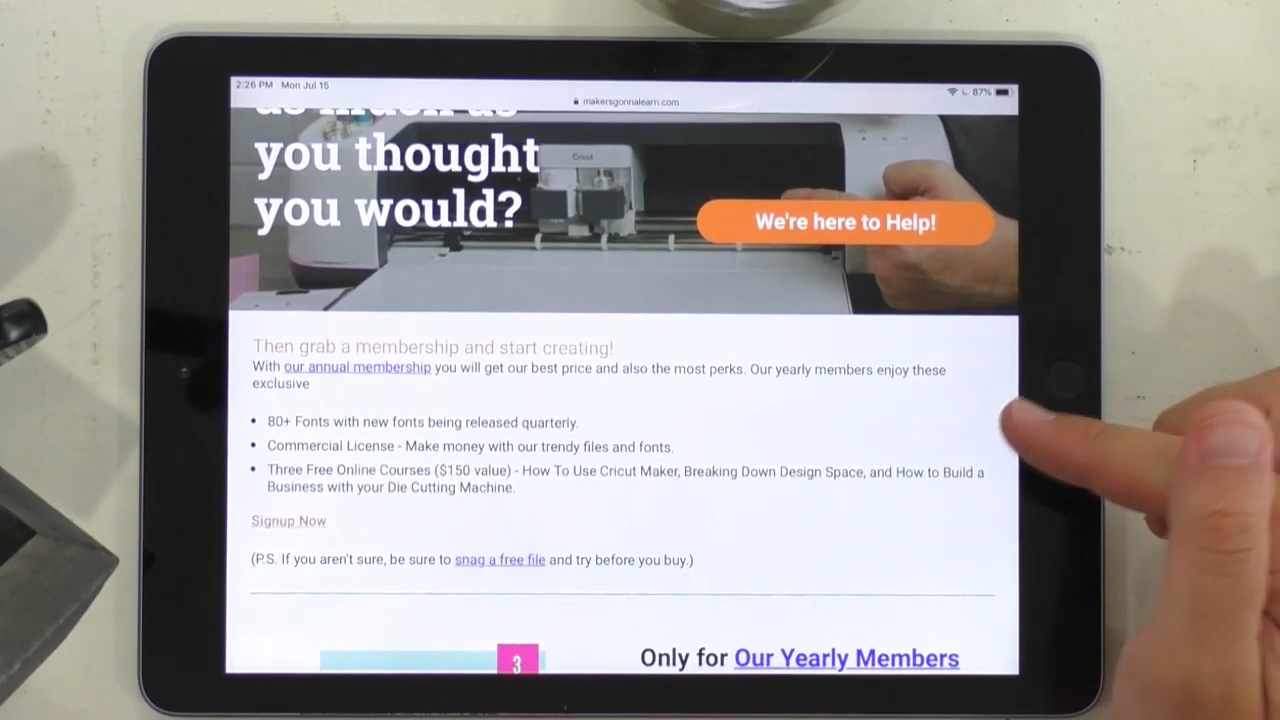 2:26 PM Mon Jul 15
87%
makersgonnalearn.com
as much as
you thought
you would?
Cricut
We're here to Help!
Then grab a membership and start creating!
With our annual membership you will get our best price and also the most perks. Our yearly members enjoy these
exclusive
• 80+ Fonts with new fonts being released quarterly.
• Commercial License - Make money with our trendy files and fonts.
• Three Free Online Courses ($150 value) - How To Use Cricut Maker, Breaking Down Design Space, and How to Build a
Business with your Die Cutting Machine.
Signup Now
(P.S. If you aren't sure, be sure to snag a free file and try before you buy.)
3
Only for Our Yearly Members